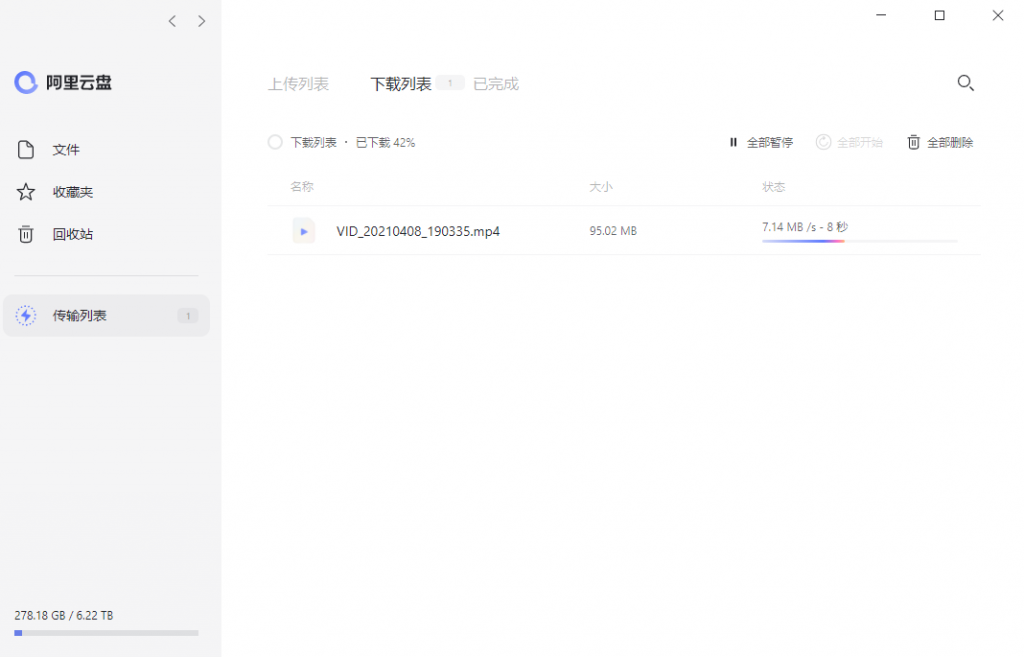 阿里云盘
文件
收藏夹
回收站
传输列表 1
278.18 GB / 6.22 TB
上传列表 下载列表 1 已完成
下载列表 · 已下载 42% 全部暂停 全部开始 全部删除
名称 大小 状态
VID_20210408_190335.mp4 95.02 MB 7.14 MB /s - 8 秒